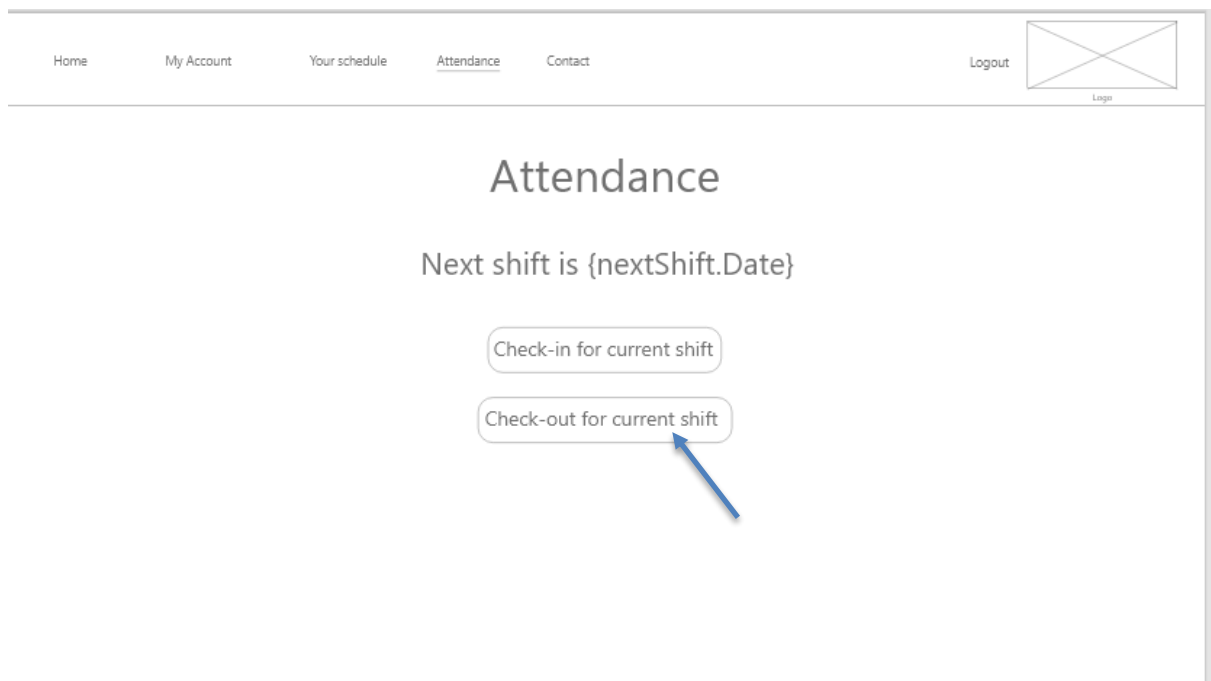 Home My Account Your schedule Attendance Contact Logout
Logo
Attendance
Next shift is {nextShift.Date}
Check-in for current shift
Check-out for current shift